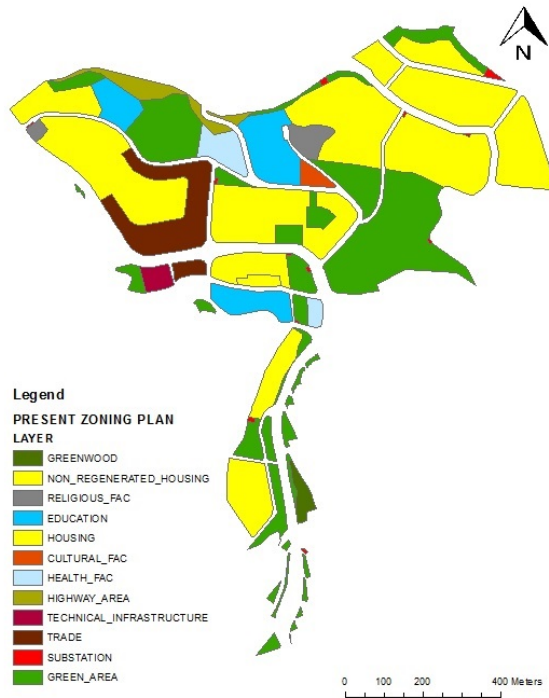 N
Legend
PRESENT ZONING PLAN
LAYER
GREENWOOD
NON_REGENERATED_HOUSING
RELIGIOUS_FAC
EDUCATION
HOUSING
CULTURAL_FAC
HEALTH_FAC
HIGHWAY_AREA
TECHNICAL_INFRASTRUCTURE
TRADE
SUBSTATION
GREEN_AREA
0 100 200 400 Meters